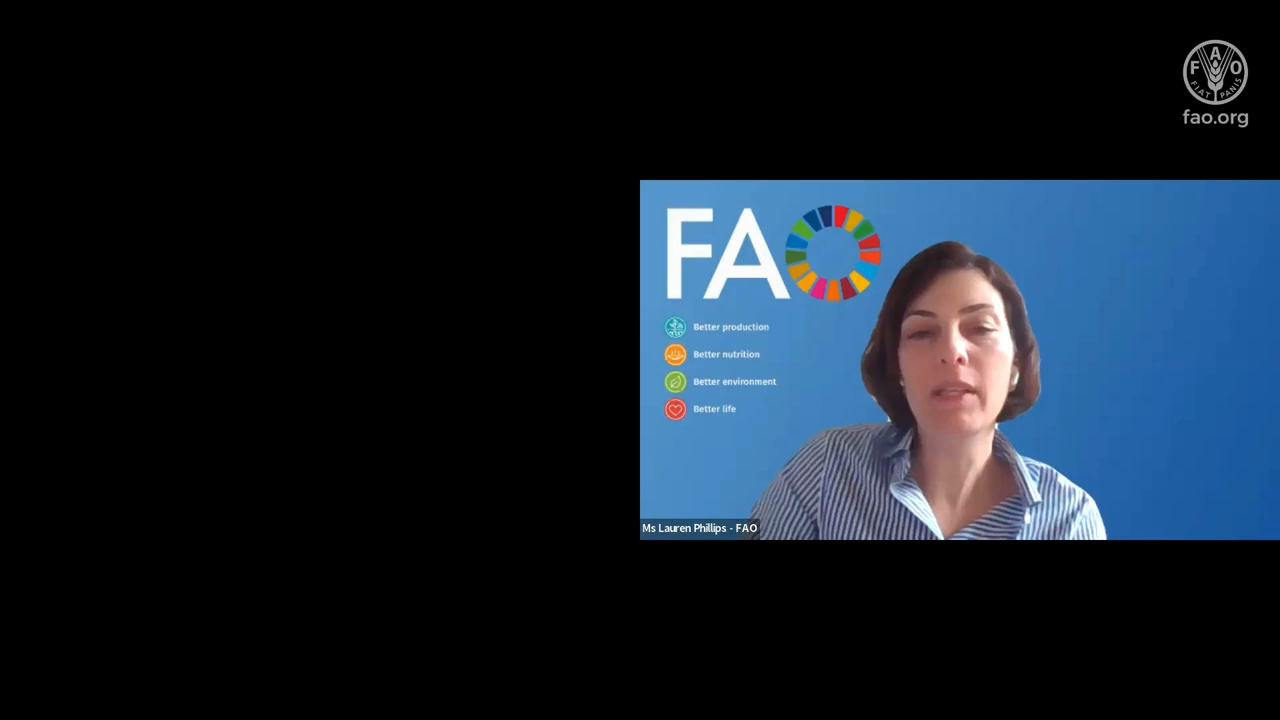 FAO
FIAT PANIS
fao.org
FAO
Better production
Better nutrition
Better environment
Better life
Ms Lauren Phillips - FAO